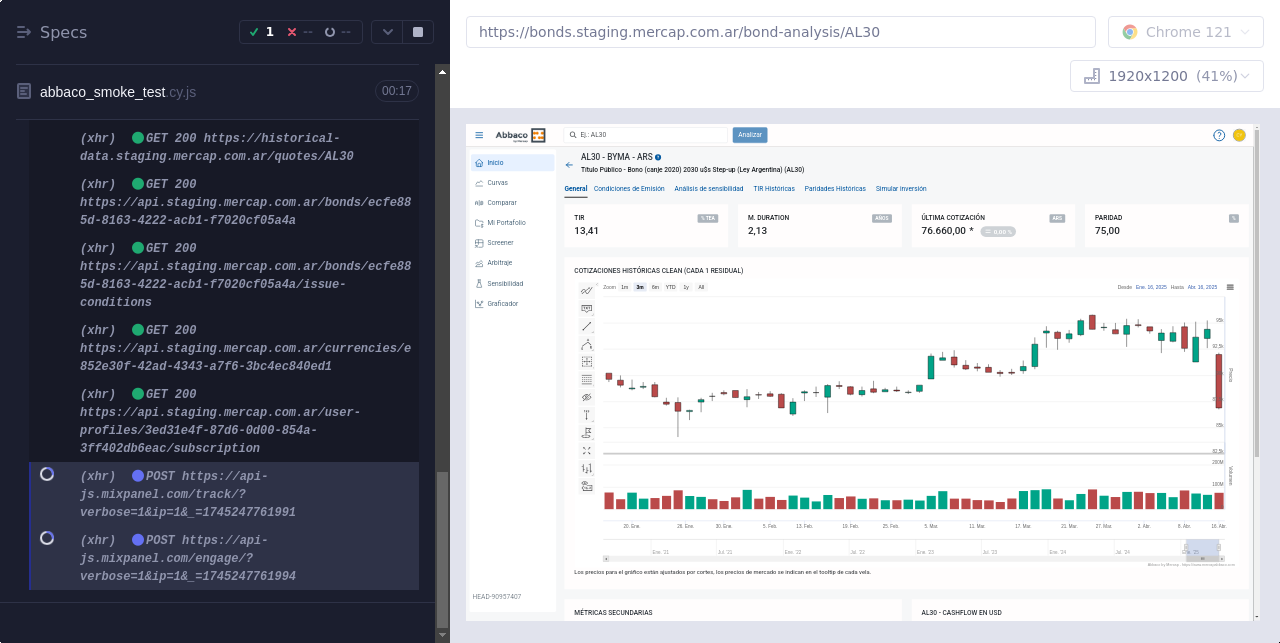 Specs
1
--
--
abbaco_smoke_test.cy.js
00:17
(xhr) GET 200 https://historical-
data.staging.mercap.com.ar/quotes/AL30
(xhr) GET 200
https://api.staging.mercap.com.ar/bonds/ecfe88
5d-8163-4222-acb1-f7020cf05a4a
(xhr) GET 200
https://api.staging.mercap.com.ar/bonds/ecfe88
5d-8163-4222-acb1-f7020cf05a4a/issue-
conditions
(xhr) GET 200
https://api.staging.mercap.com.ar/currencies/e
852e30f-42ad-4343-a7f6-3bc4ec840ed1
(xhr) GET 200
https://api.staging.mercap.com.ar/user-
profiles/3ed31e4f-87d6-0d00-854a-
3ff402db6eac/subscription
(xhr) POST https://api-
js.mixpanel.com/track/?
verbose=1&ip=1&_=1745247761991
(xhr) POST https://api-
js.mixpanel.com/engage/?
verbose=1&ip=1&_=1745247761994
https://bonds.staging.mercap.com.ar/bond-analysis/AL30
Chrome 121
1920x1200 (41%)
Abbaco
Ej.: AL30
Analizar
Inicio
Curvas
Comparar
Mi Portafolio
Screener
Arbitraje
Sensibilidad
Graficador
HEAD-90957407
AL30 - BYMA - ARS
Título Público - Bono (canje 2020) 2030 u$s Step-up (Ley Argentina) (AL30)
General Condiciones de Emisión Análisis de sensibilidad TIR Históricas Paridades Históricas Simular inversión
TIR
% TEA
13,41
M. DURATION
AÑOS
2,13
ÚLTIMA COTIZACIÓN
ARS
76.660,00 *
= 0,00 %
PARIDAD
%
75,00
COTIZACIONES HISTÓRICAS CLEAN (CADA 1 RESIDUAL)
Zoom 1m 3m 6m YTD 1y All
Desde Ene. 16, 2025 Hasta Abr. 16, 2025
95k
92,5k
Precio
85k
82,5k
200M
100M
Volumen
20. Ene. 26. Ene. 30. Ene. 5. Feb. 13. Feb. 19. Feb. 25. Feb. 5. Mar. 11. Mar. 17. Mar. 21. Mar. 27. Mar. 2. Abr. 8. Abr. 16. Abr.
Ene. '21 Jul. '21 Ene. '22 Jul. '22 Ene. '23 Jul. '23 Ene. '24 Jul. '24 Ene. '25
Los precios para el gráfico están ajustados por cortes, los precios de mercado se indican en el tooltip de cada vela.
MÉTRICAS SECUNDARIAS
AL30 - CASHFLOW EN USD